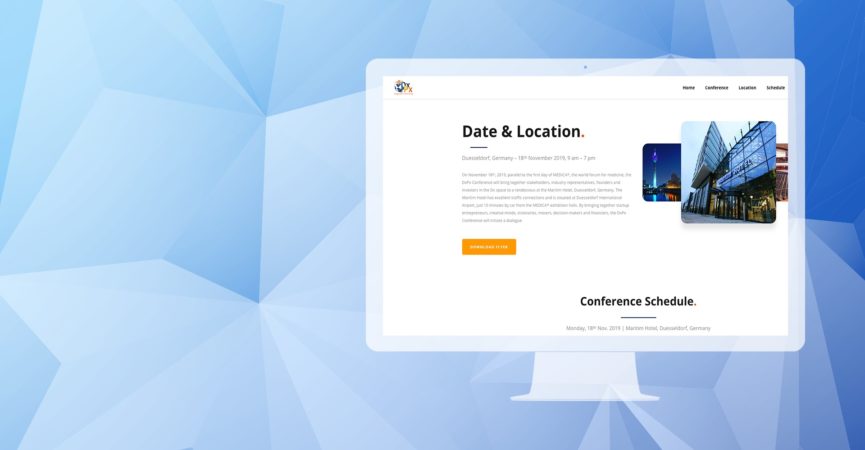 DxPx
Home Conference Location Schedule
Date & Location.
Duesseldorf, Germany – 18th November 2019, 9 am – 7 pm
On November 18th, 2019, parallel to the first day of MEDICA®, the world forum for medicine, the
DxPx Conference will bring together stakeholders, industry representatives, founders and
investors in the Dx space to a rendezvous at the Maritim Hotel, Duesseldorf, Germany. The
Maritim Hotel has excellent traffic connections and is situated at Duesseldorf International
Airport, just 10 minutes by car from the MEDICA® exhibition halls. By bringing together startup
entrepreneurs, creative minds, visionaries, movers, decision-makers and financiers, the DxPx
Conference will initiate a dialogue
DOWNLOAD FLYER
Conference Schedule.
Monday, 18th Nov. 2019 | Maritim Hotel, Duesseldorf, Germany